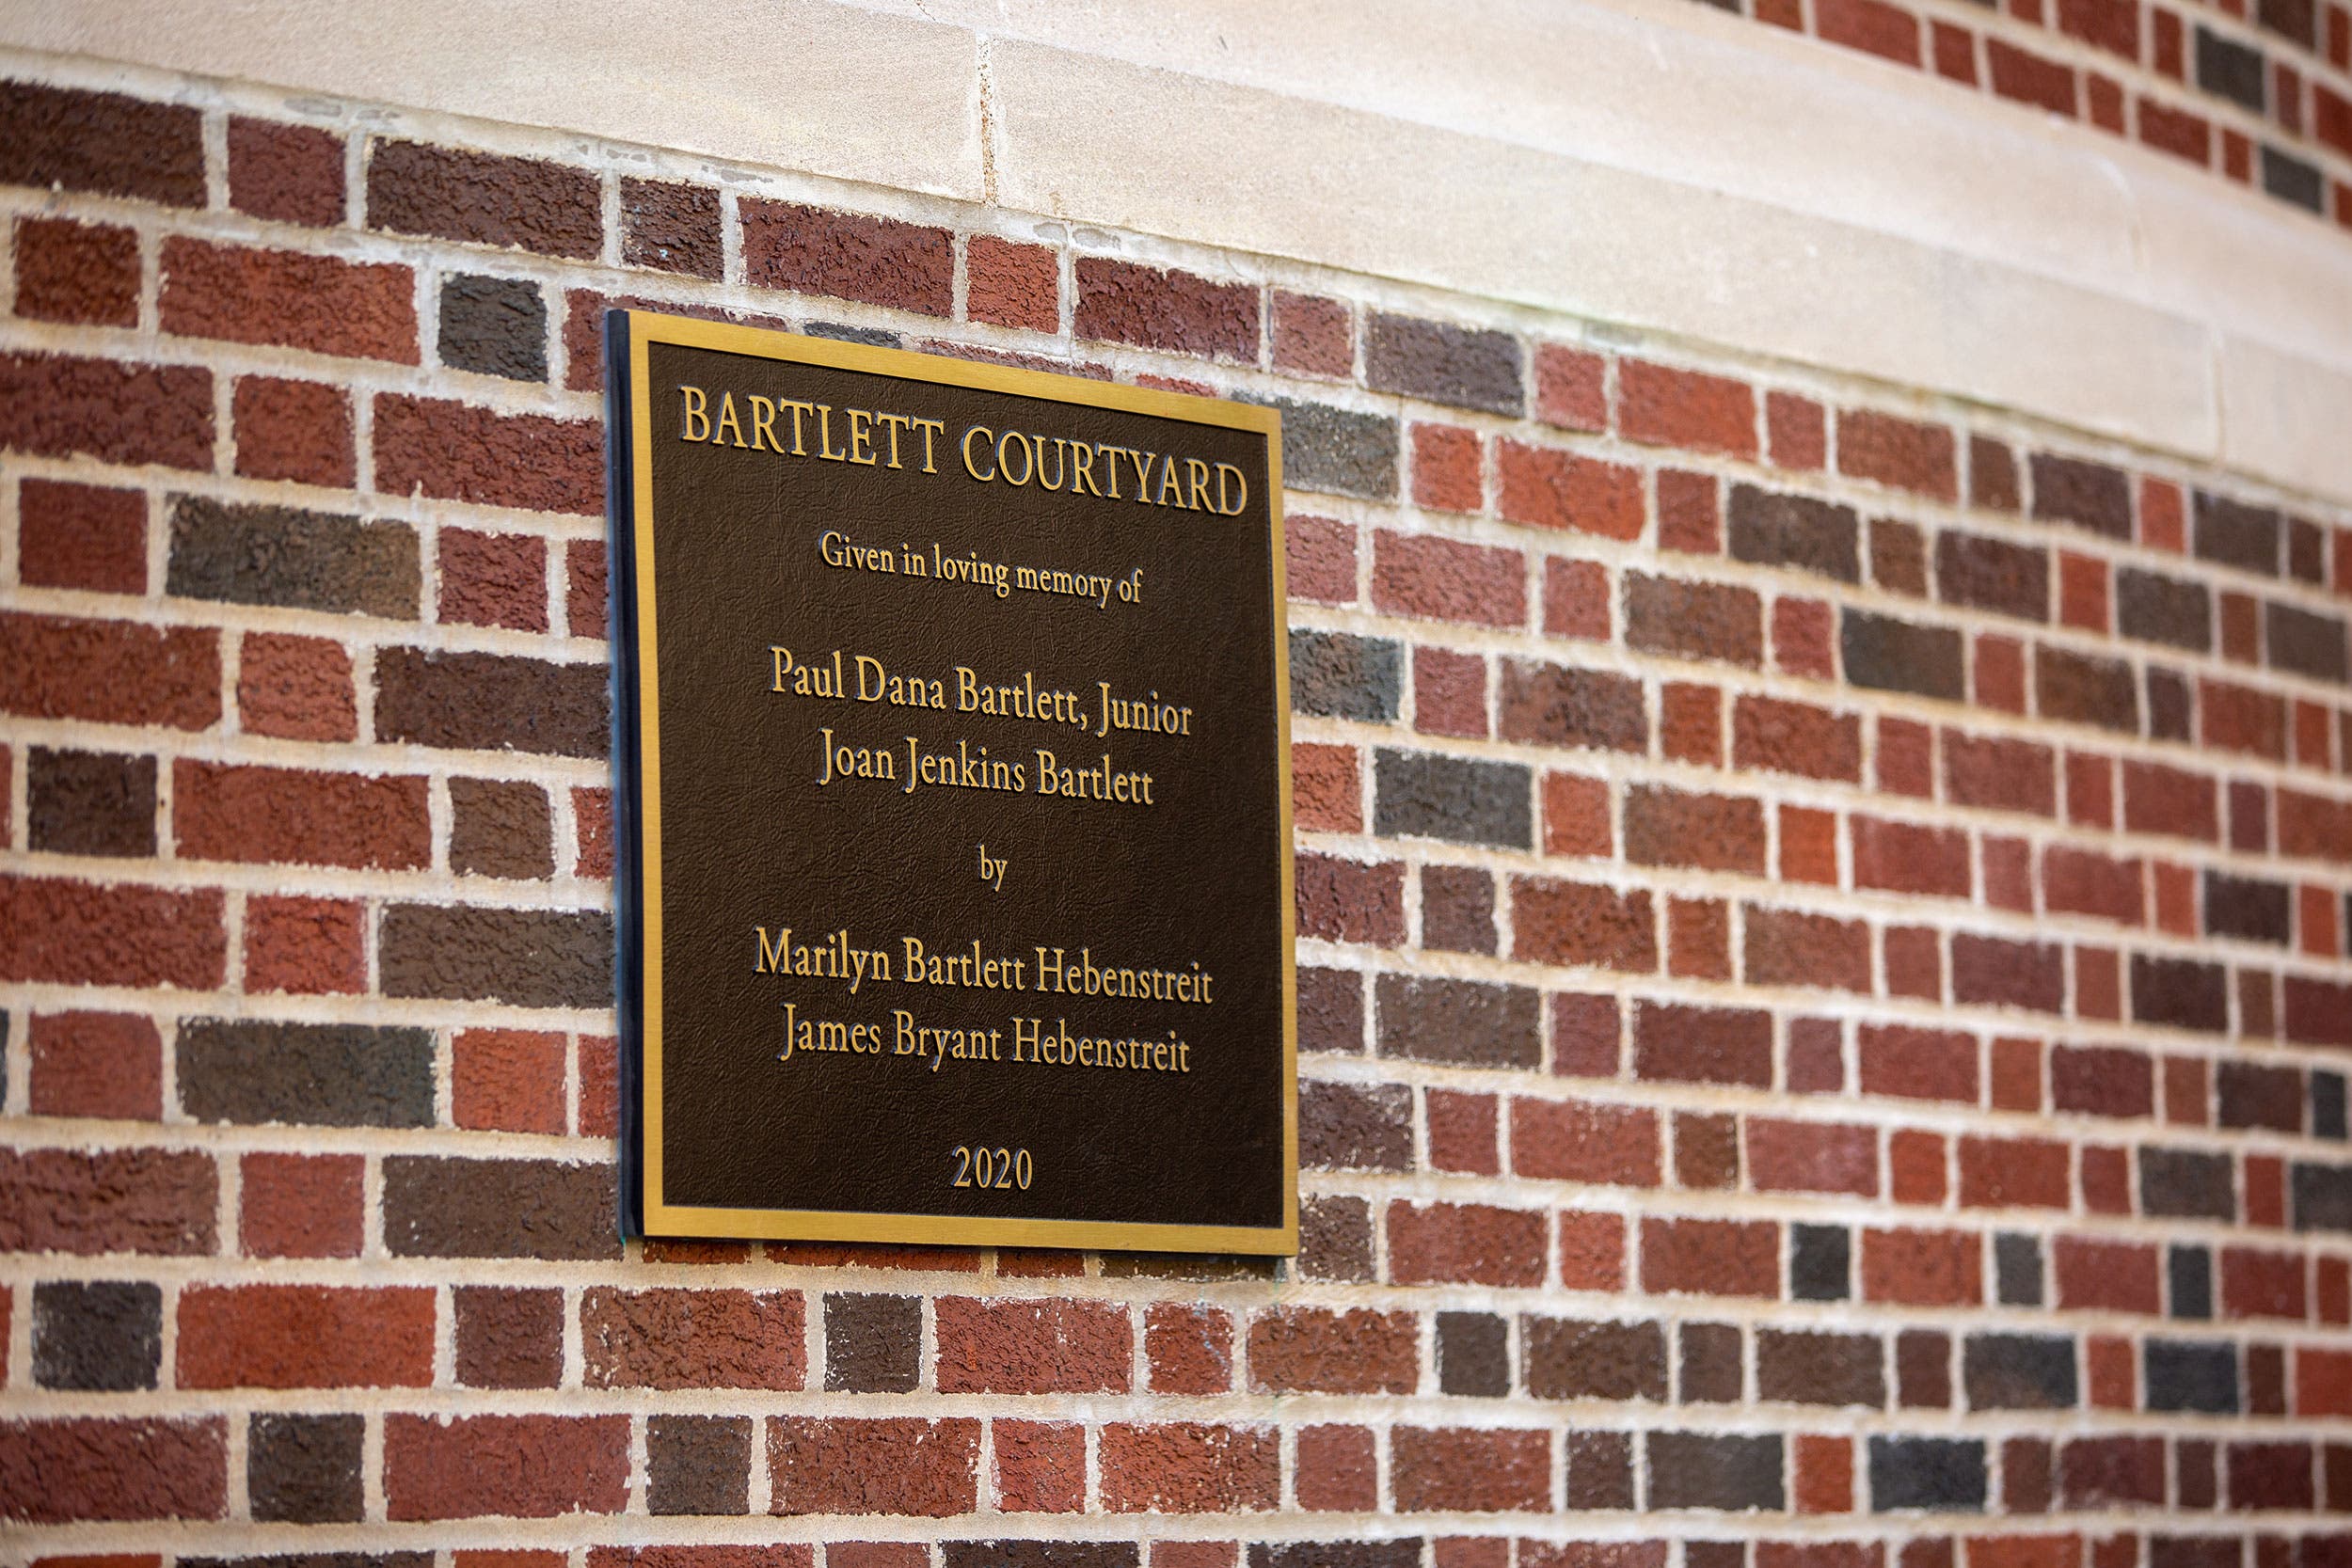 BARTLETT COURTYARD
Given in loving memory of
Paul Dana Bartlett, Junior
Joan Jenkins Bartlett
by
Marilyn Bartlett Hebenstreit
James Bryant Hebenstreit
2020